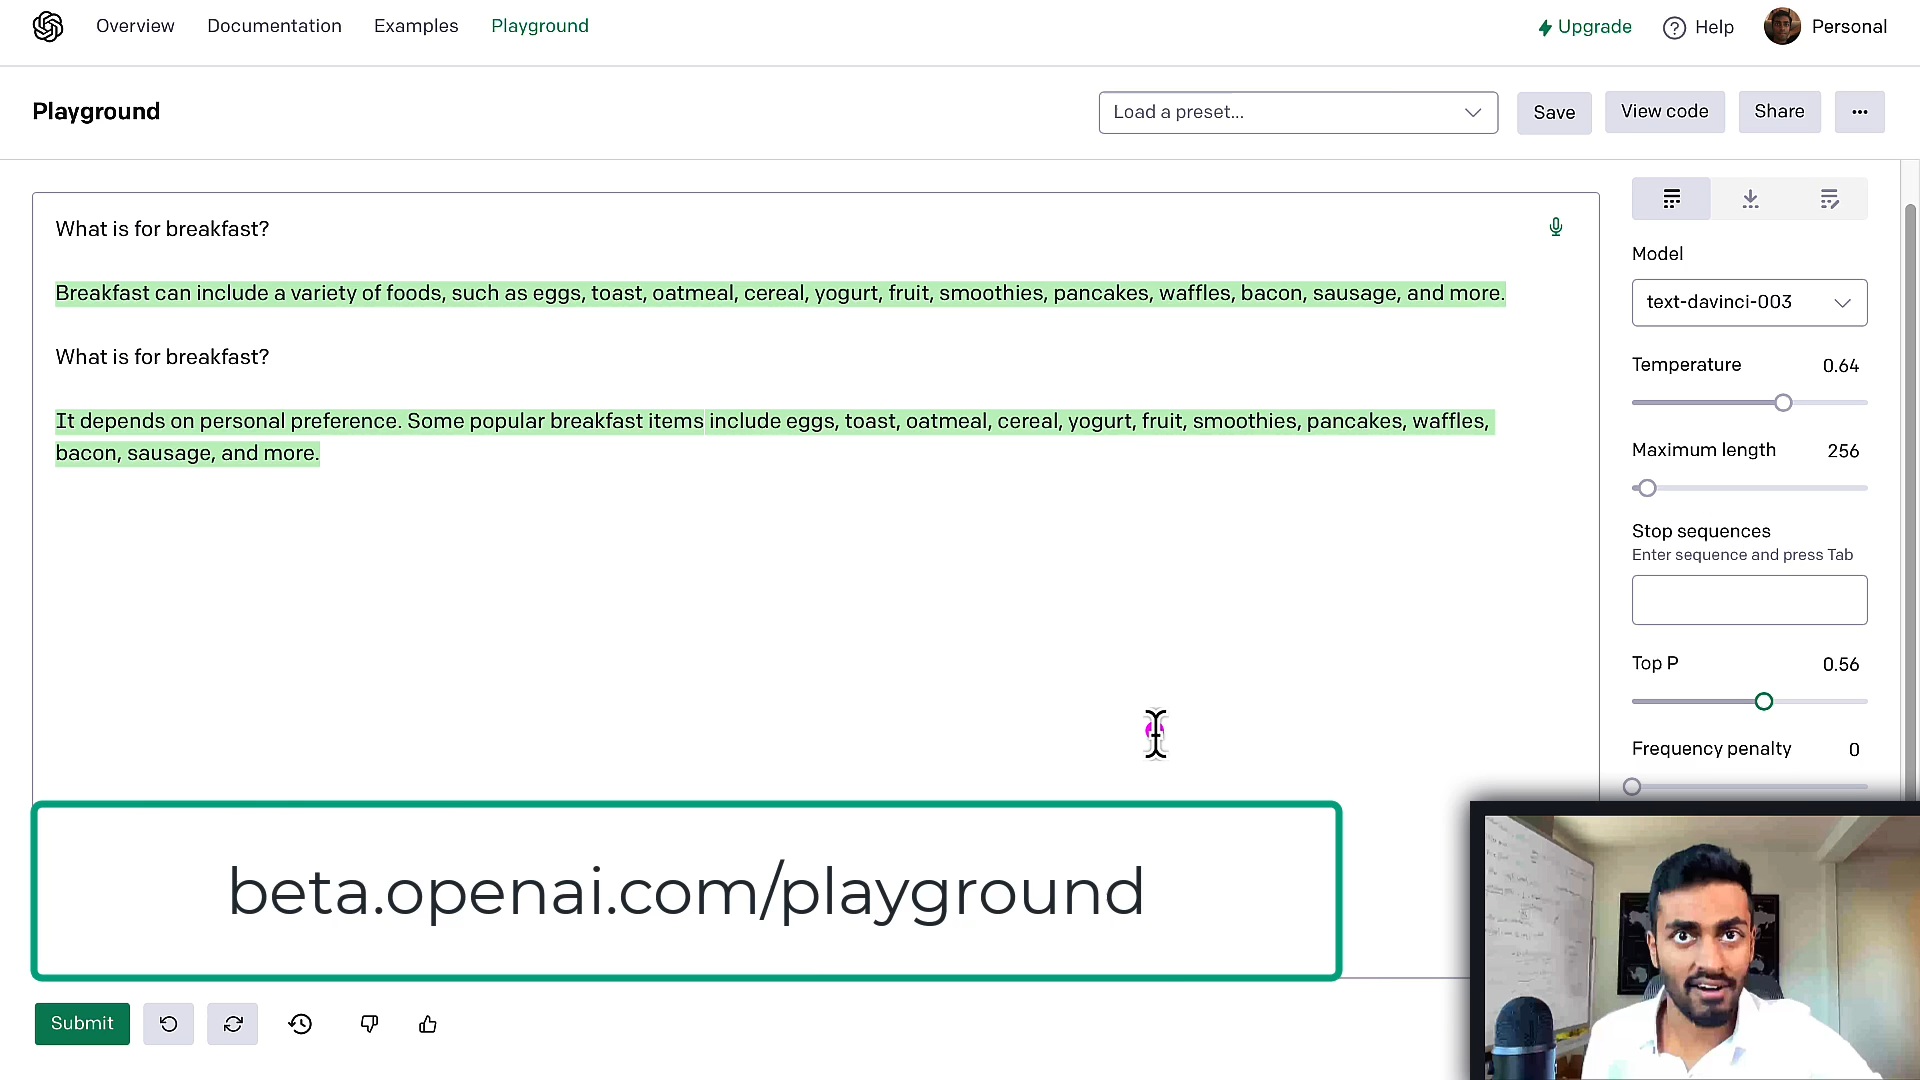 Overview Documentation Examples Playground Upgrade Help Personal
Playground
Load a preset... Save View code Share ...
What is for breakfast?
Breakfast can include a variety of foods, such as eggs, toast, oatmeal, cereal, yogurt, fruit, smoothies, pancakes, waffles, bacon, sausage, and more.
What is for breakfast?
It depends on personal preference. Some popular breakfast items include eggs, toast, oatmeal, cereal, yogurt, fruit, smoothies, pancakes, waffles,
bacon, sausage, and more.
Model
text-davinci-003
Temperature 0.64
Maximum length 256
Stop sequences
Enter sequence and press Tab
Top P 0.56
Frequency penalty 0
beta.openai.com/playground
Submit